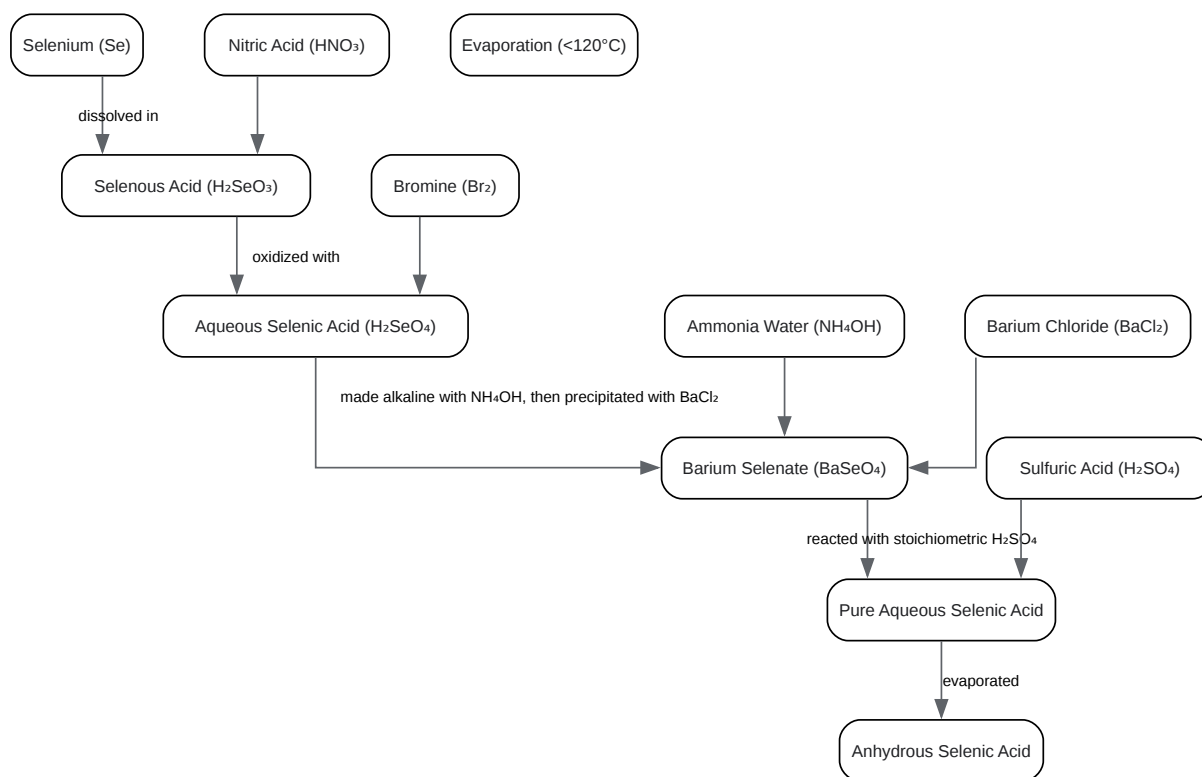 Selenium (Se)
Nitric Acid (HNO₃)
Evaporation (<120°C)
dissolved in
Selenous Acid (H₂SeO₃)
Bromine (Br₂)
oxidized with
Aqueous Selenic Acid (H₂SeO₄)
Ammonia Water (NH₄OH)
Barium Chloride (BaCl₂)
made alkaline with NH₄OH, then precipitated with BaCl₂
Barium Selenate (BaSeO₄)
Sulfuric Acid (H₂SO₄)
reacted with stoichiometric H₂SO₄
Pure Aqueous Selenic Acid
evaporated
Anhydrous Selenic Acid